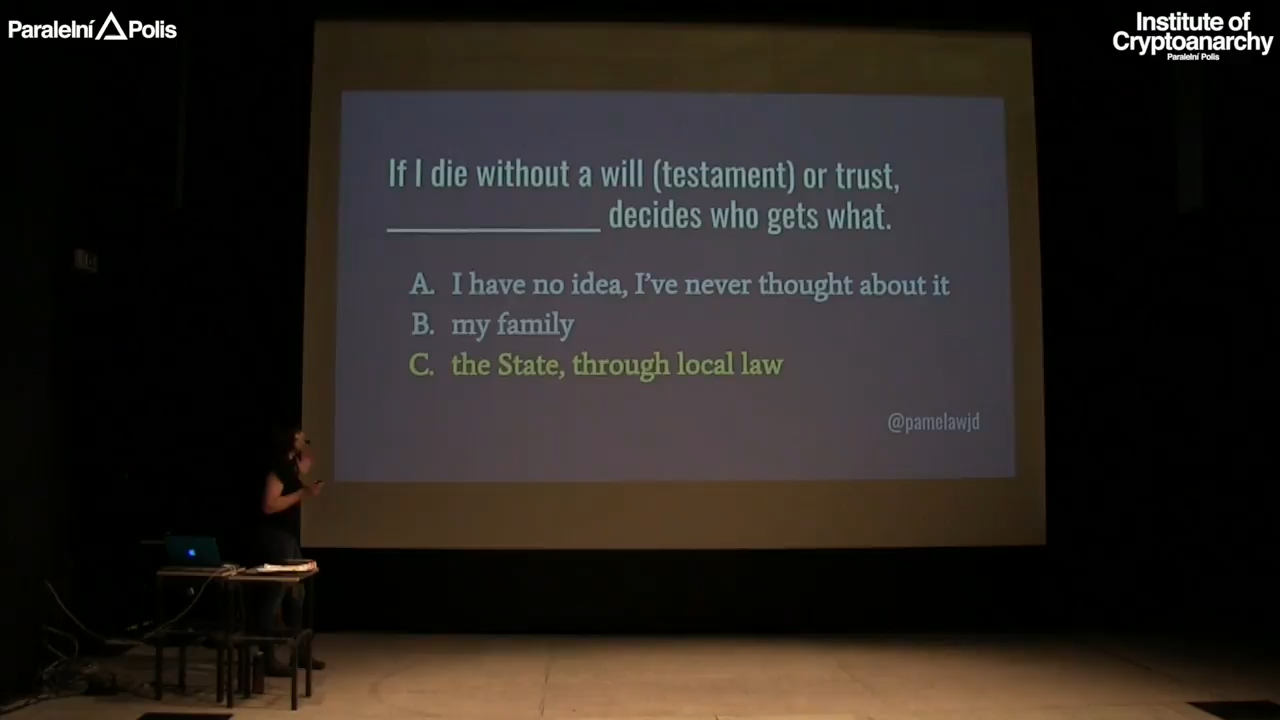 Paralelní Polis
Institute of
Cryptoanarchy
Paralelní Polis
If I die without a will (testament) or trust,
____________ decides who gets what.
A. I have no idea, I've never thought about it
B. my family
C. the State, through local law
@pamelawjd